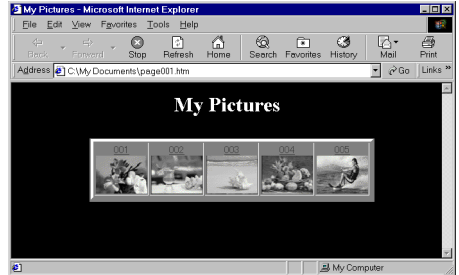 My Pictures - Microsoft Internet Explorer
File Edit View Favorites Tools Help
Back Forward Stop Refresh Home Search Favorites History Mail Print
Address C:\My Documents\page001.htm Go Links »
My Pictures
001 002 003 004 005
My Computer